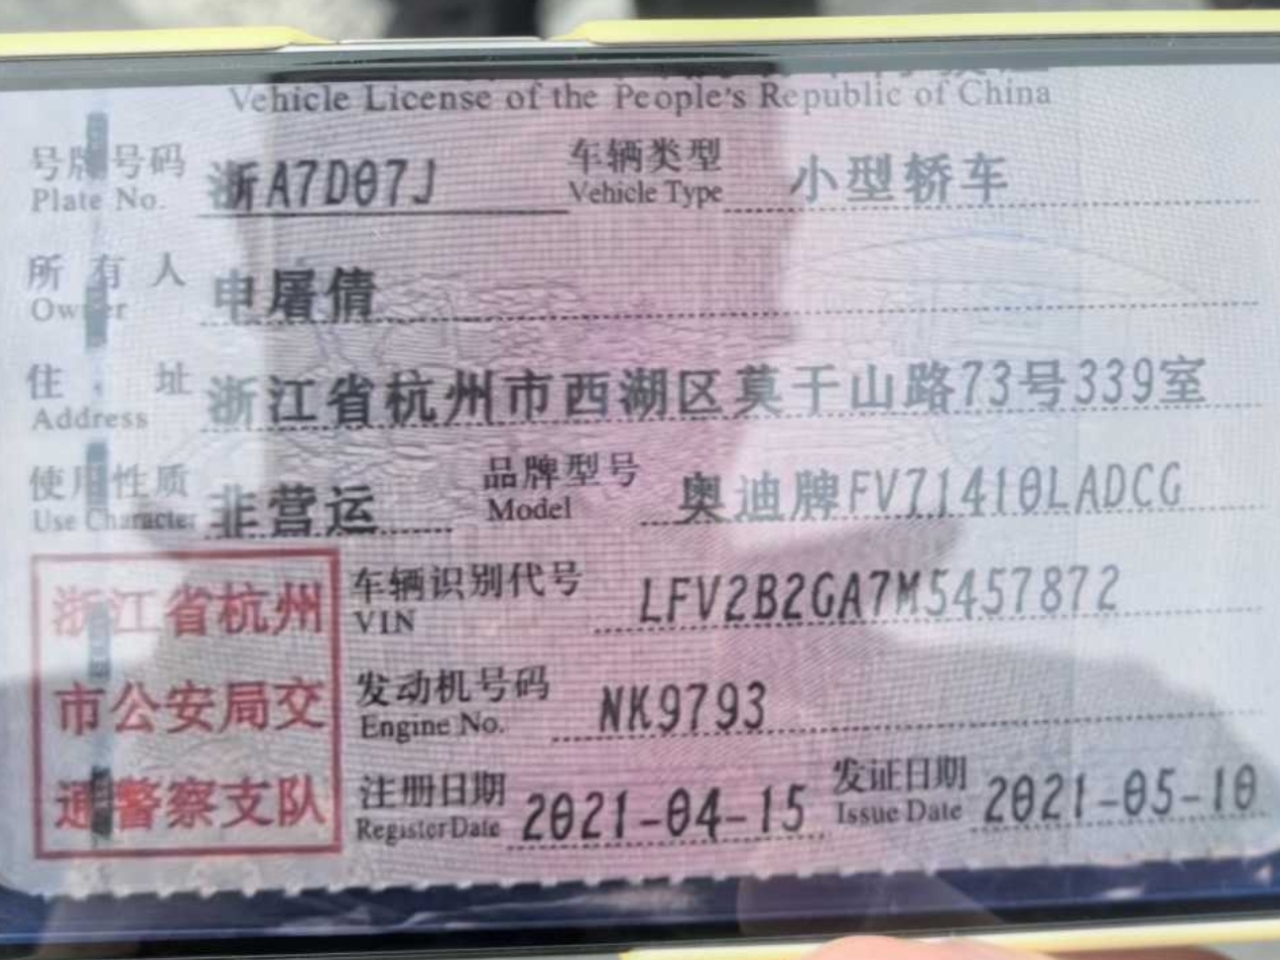 Vehicle License of the People's Republic of China
号牌号码 浙A7D07J 车辆类型 小型轿车
Plate No. Vehicle Type
所有人 申屠倩
Owner
住址 浙江省杭州市西湖区莫干山路73号339室
Address
使用性质 非营运 品牌型号 奥迪牌FV71410LADCG
Use Character Model
浙江省杭州
市公安局交
通警察支队
车辆识别代号 LFV2B2GA7M5457872
VIN
发动机号码 NK9793
Engine No.
注册日期 2021-04-15 发证日期 2021-05-10
Register Date Issue Date